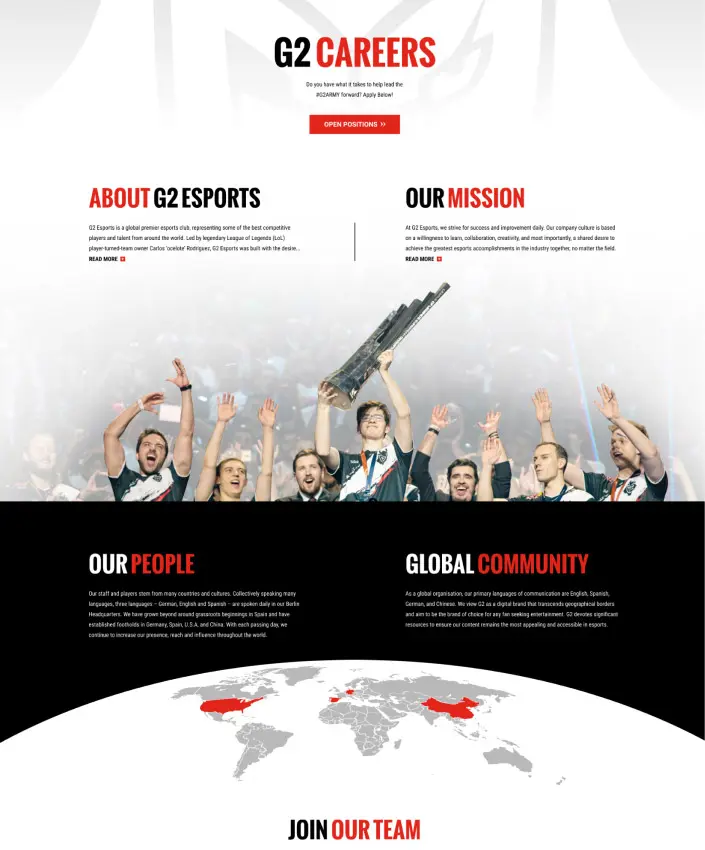 G2 CAREERS
Do you have what it takes to help lead the
#G2ARMY forward? Apply Below!
OPEN POSITIONS
ABOUT G2 ESPORTS
G2 Esports is a global premier esports club, representing some of the best competitive
players and talent from around the world. Led by legendary League of Legends (LoL)
player-turned-team owner Carlos 'ocelote' Rodríguez, G2 Esports was built with the desire...
READ MORE
OUR MISSION
At G2 Esports, we strive for success and improvement daily. Our company culture is based
on a willingness to learn, collaboration, creativity, and most importantly, a shared desire to
achieve the greatest esports accomplishments in the industry together, no matter the field.
READ MORE
OUR PEOPLE
Our staff and players stem from many countries and cultures. Collectively speaking many
languages, three languages – German, English and Spanish – are spoken daily in our Berlin
Headquarters. We have grown beyond around grassroots beginnings in Spain and have
established footholds in Germany, Spain, U.S.A, and China. With each passing day, we
continue to increase our presence, reach and influence throughout the world.
GLOBAL COMMUNITY
As a global organisation, our primary languages of communication are English, Spanish,
German, and Chinese. We view G2 as a digital brand that transcends geographical borders
and aim to be the brand of choice for any fan seeking entertainment. G2 devotes significant
resources to ensure our content remains the most appealing and accessible in esports.
JOIN OUR TEAM